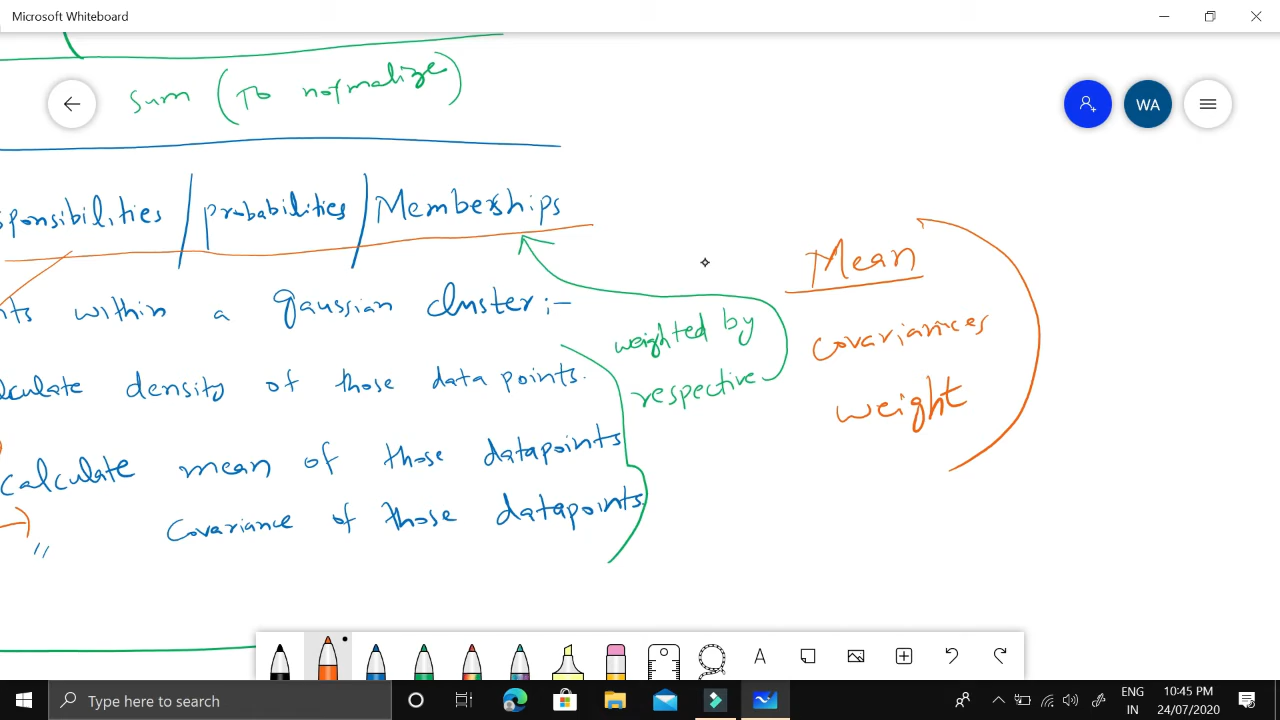 Microsoft Whiteboard
Sum (To normalize)
WA
sponsibilities / probabilities / Memberships
nts within a gaussian cluster:-
lculate density of those data points.
calculate mean of those datapoints
" Covariance of those datapoints
weighted by
respective
Mean
covariances
weight
A
Type here to search
ENG
IN
10:45 PM
24/07/2020